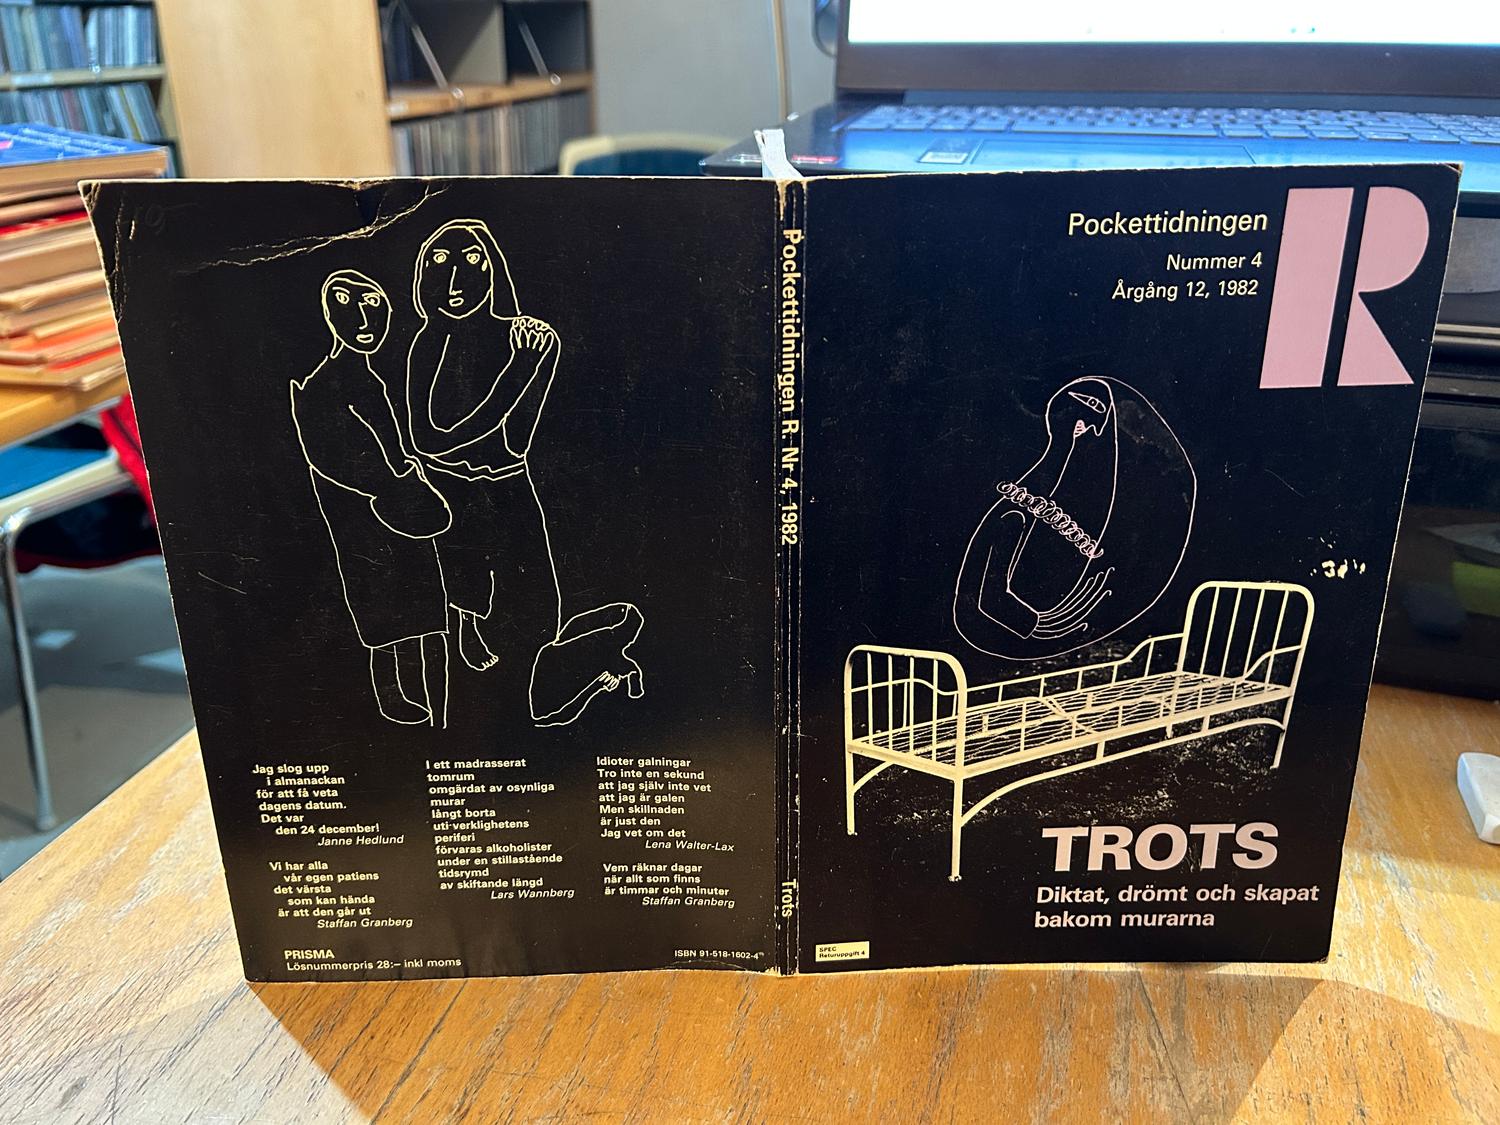 Jag slog upp
i almanackan
för att få veta
dagens datum.
Det var
den 24 december!
Janne Hedlund
Vi har alla
vår egen patiens
det värsta
som kan hända
är att den går ut
Staffan Granberg
PRISMA
Lösnummerpris 28:– inkl moms
I ett madrasserat
tomrum
omgärdat av osynliga
murar
långt borta
uti verklighetens
periferi
förvaras alkoholister
under en stillastående
tidsrymd
av skiftande längd
Lars Wannberg
Idioter galningar
Tro inte en sekund
att jag själv inte vet
att jag är galen
Men skillnaden
är just den
Jag vet om det
Lena Walter-Lax
Vem räknar dagar
när allt som finns
är timmar och minuter
Staffan Granberg
ISBN 91-518-1602-4
Pockettidningen R. Nr 4, 1982
Trots
Pockettidningen
R
Nummer 4
Årgång 12, 1982
TROTS
Diktat, drömt och skapat
bakom murarna
SPEC
Returuppgift 4